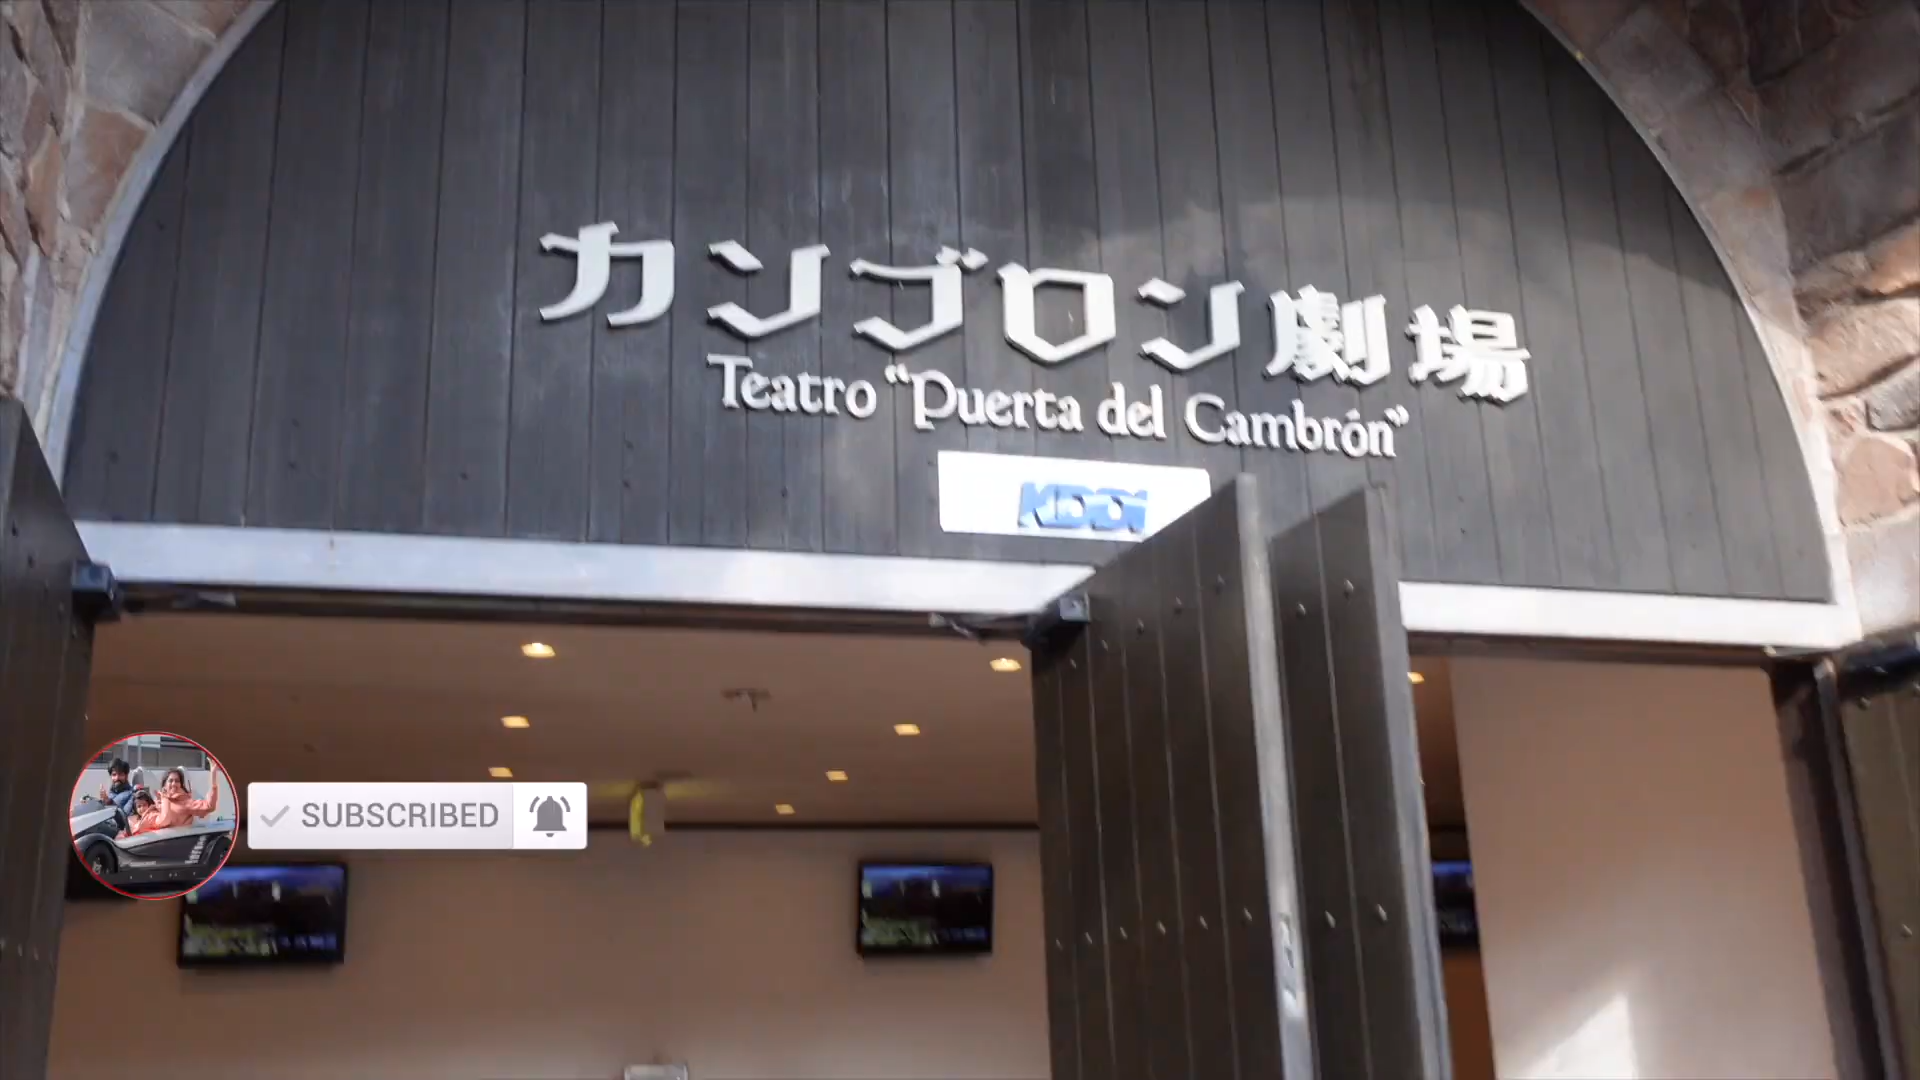 カンブロン劇場
Teatro “Puerta del Cambrón”
KDDI
SUBSCRIBED